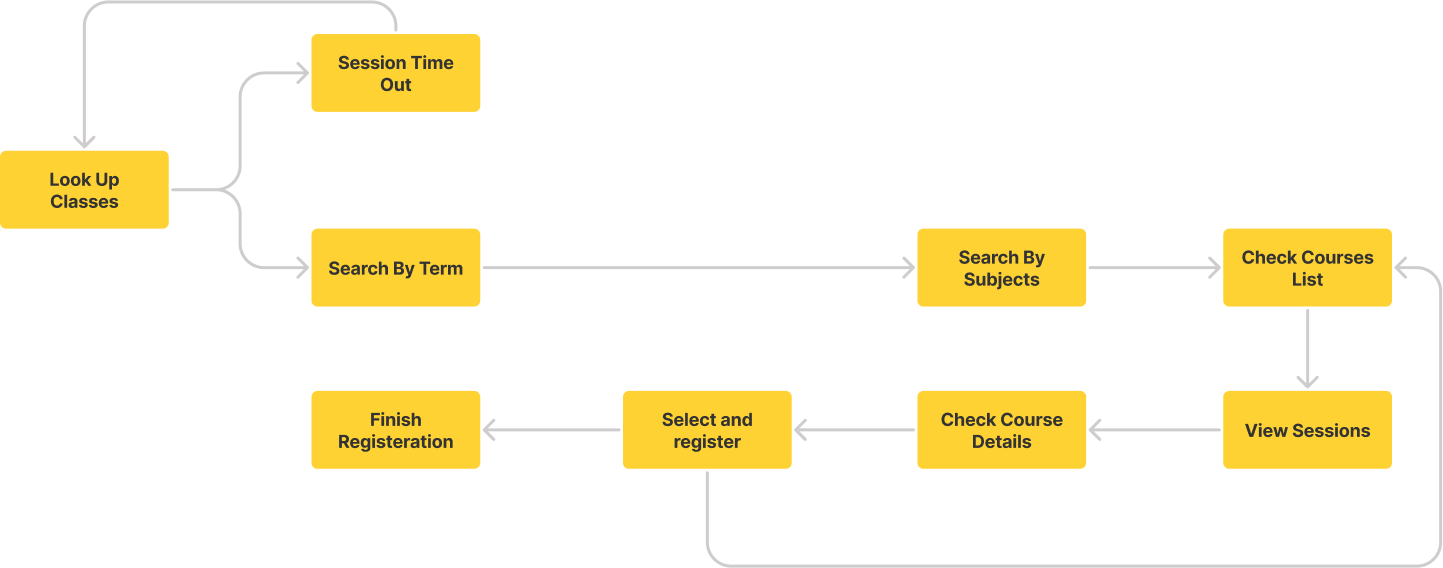 Session Time
Out
Look Up
Classes
Search By Term
Search By
Subjects
Check Courses
List
Finish
Registeration
Select and
register
Check Course
Details
View Sessions